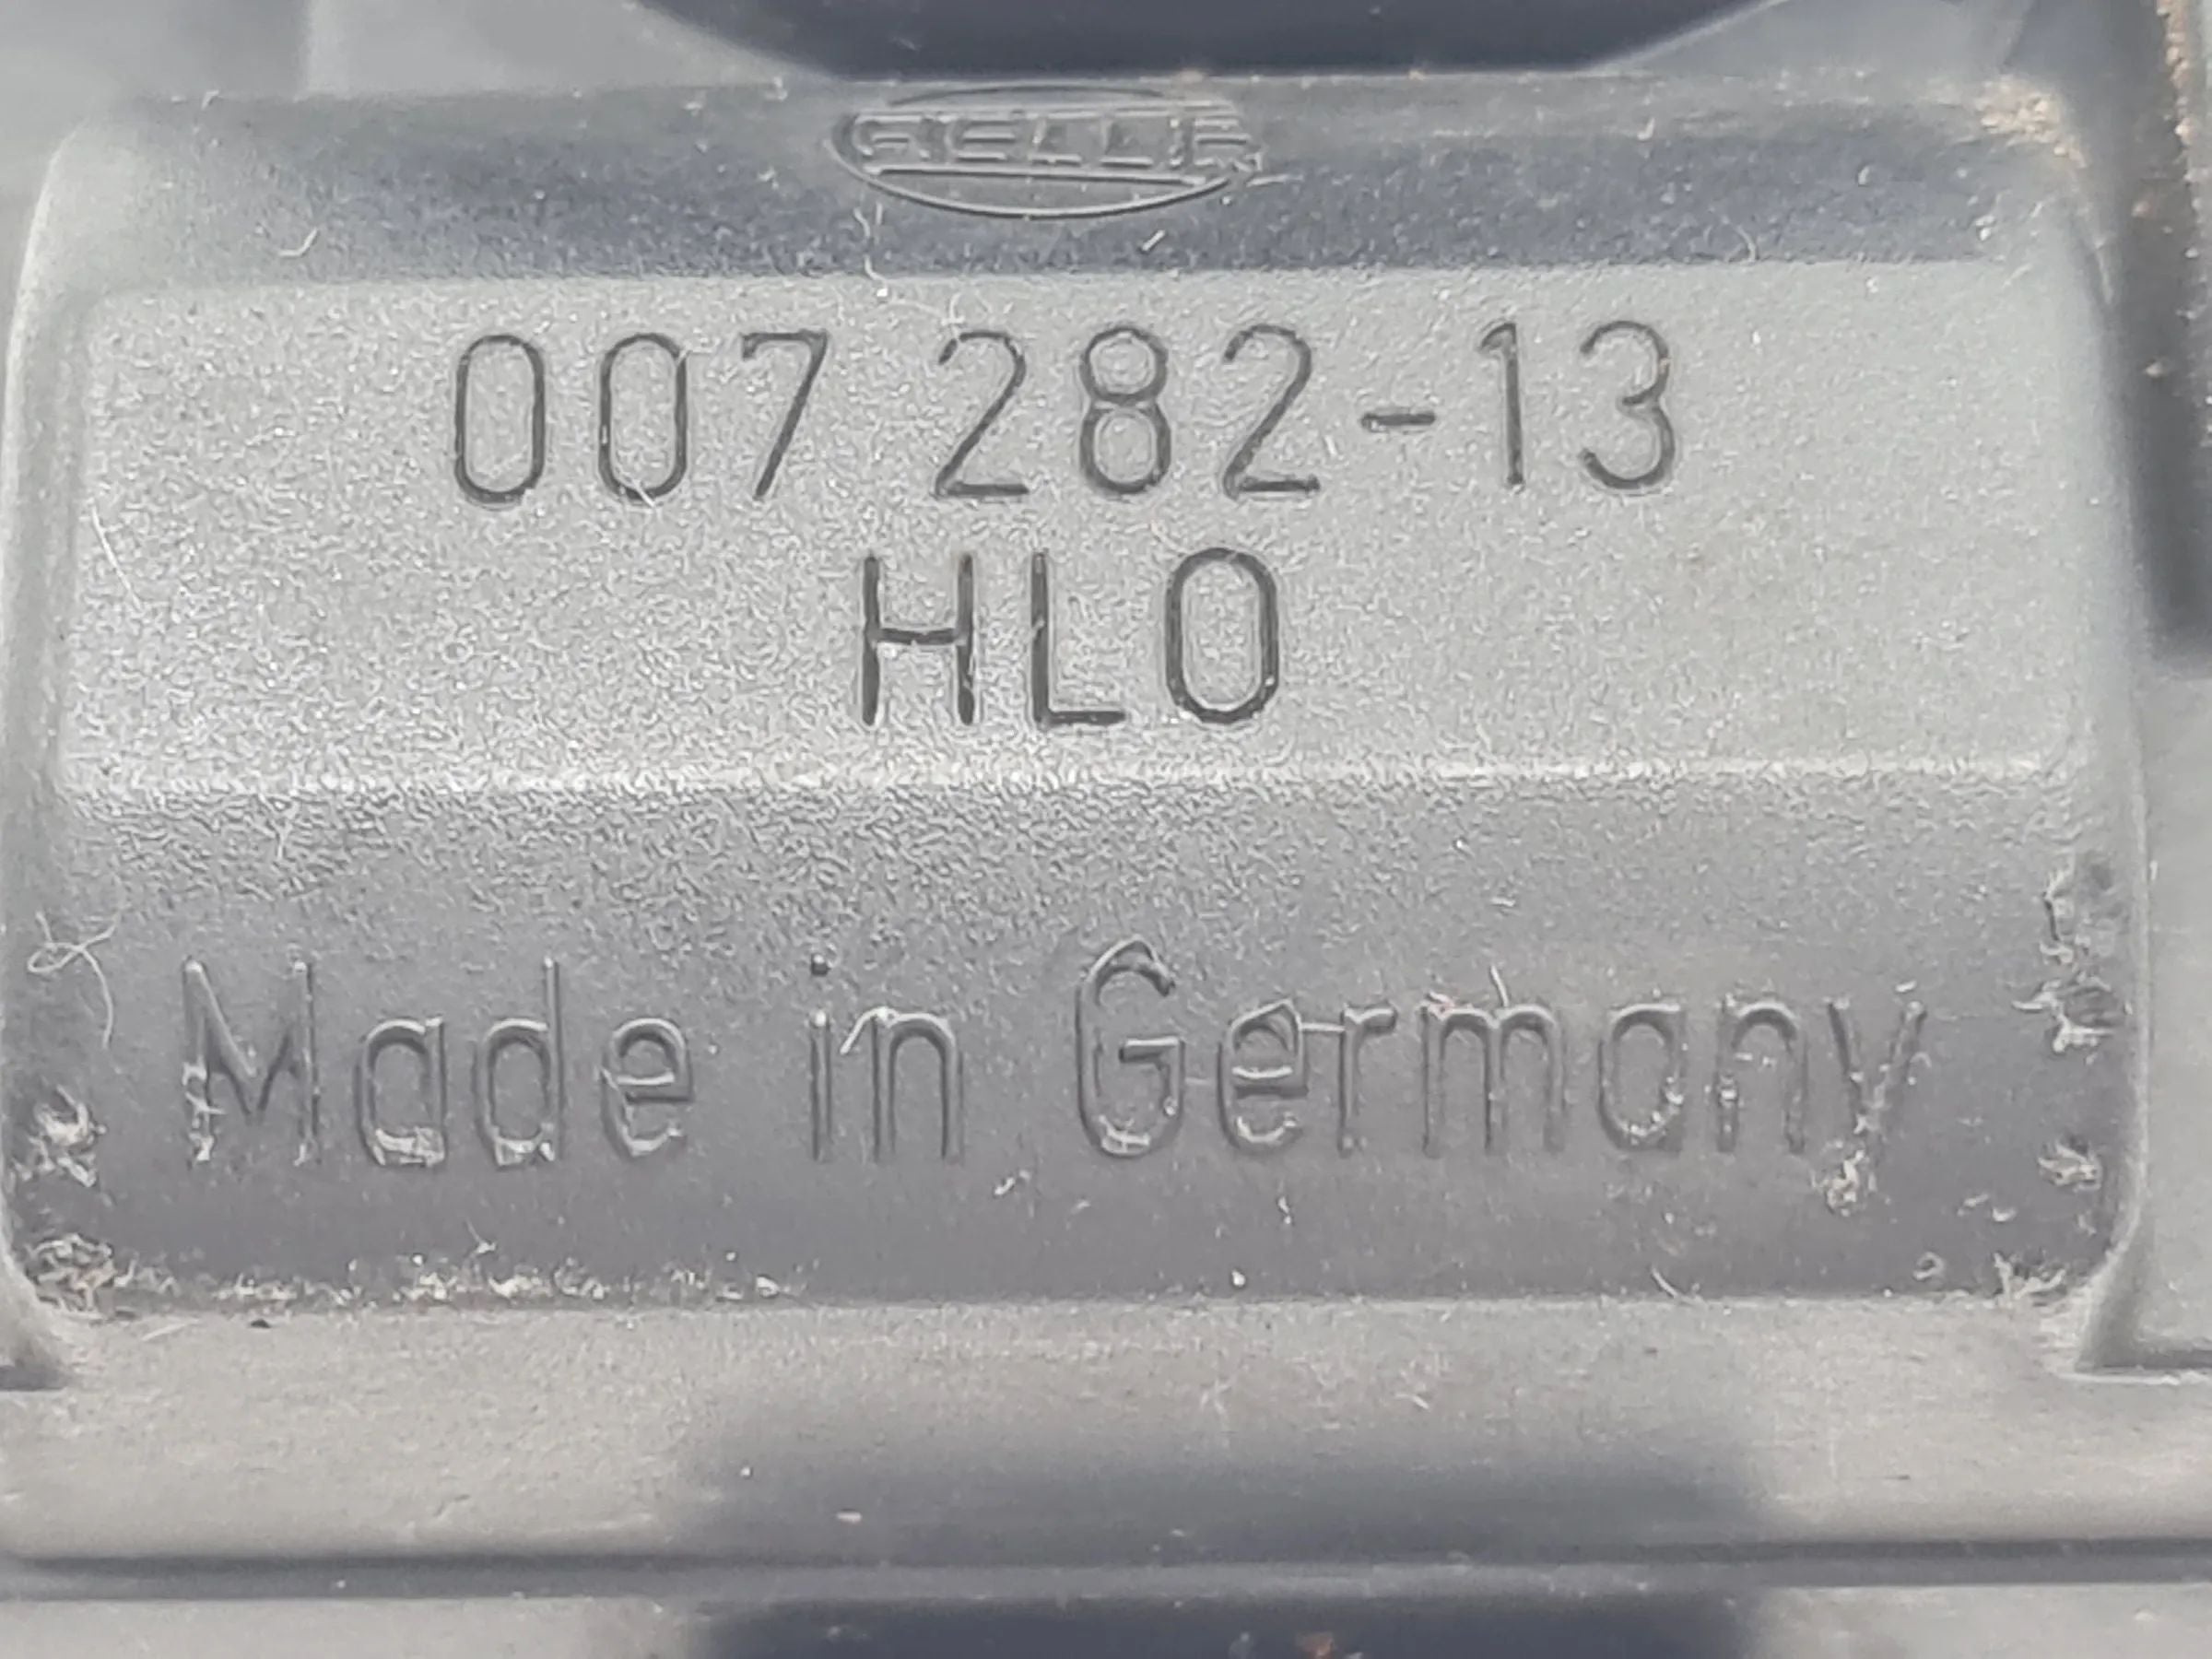 HELLA
007 282-13
HLO
Made in Germany